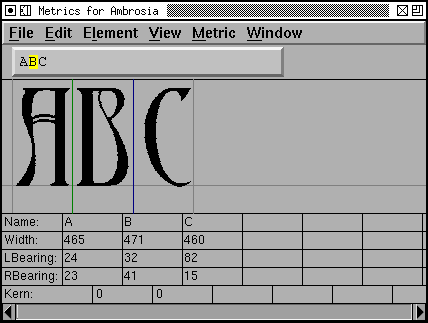 Metrics for Ambrosia
File Edit Element View Metric Window
ABC
ABC
Name: A B C
Width: 465 471 460
LBearing: 24 32 82
RBearing: 23 41 15
Kern: 0 0